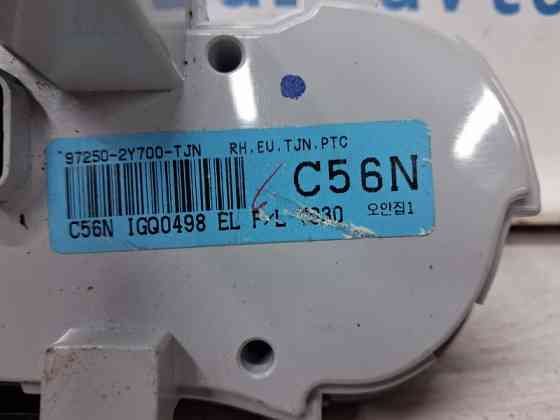 97250-2Y700-TJN RH.EU.TJN.PTC
C56N
C56N IGQ0498 EL 오안집1